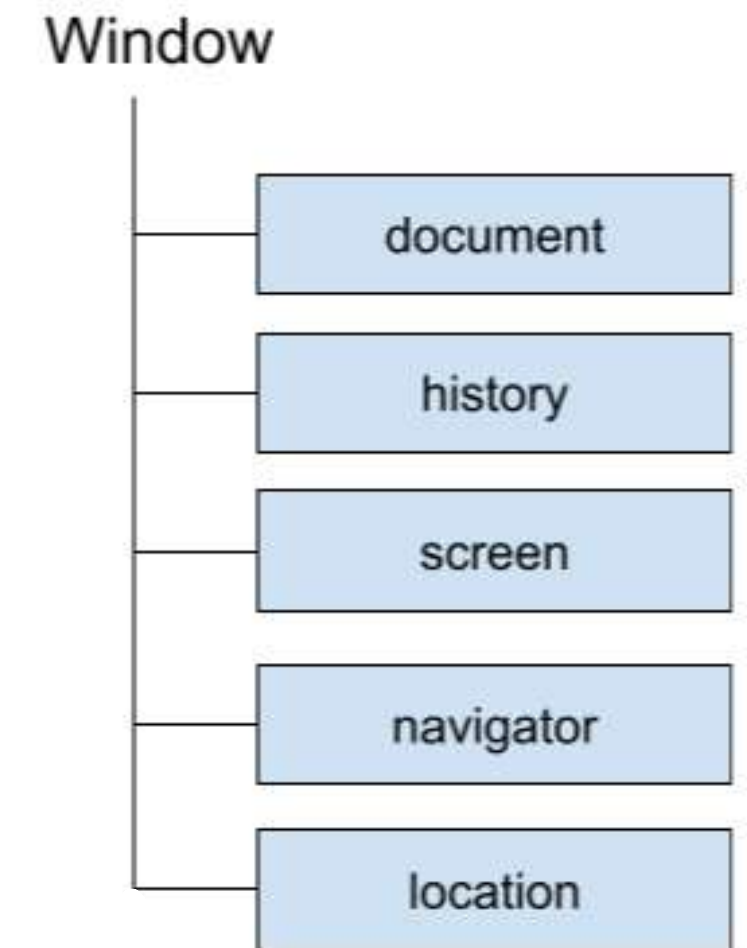 Window
document
history
screen
navigator
location